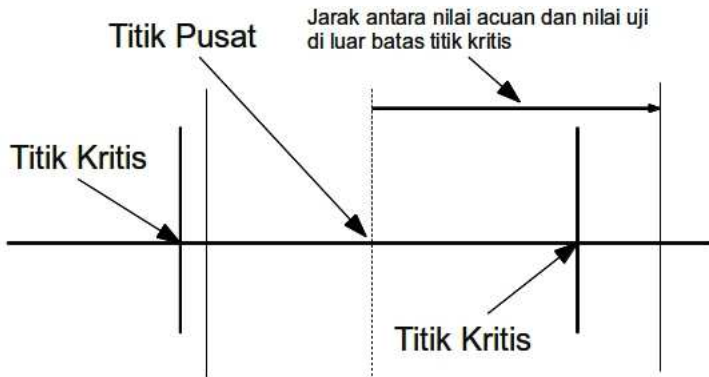 Jarak antara nilai acuan dan nilai uji
di luar batas titik kritis
Titik Pusat
Titik Kritis
Titik Kritis